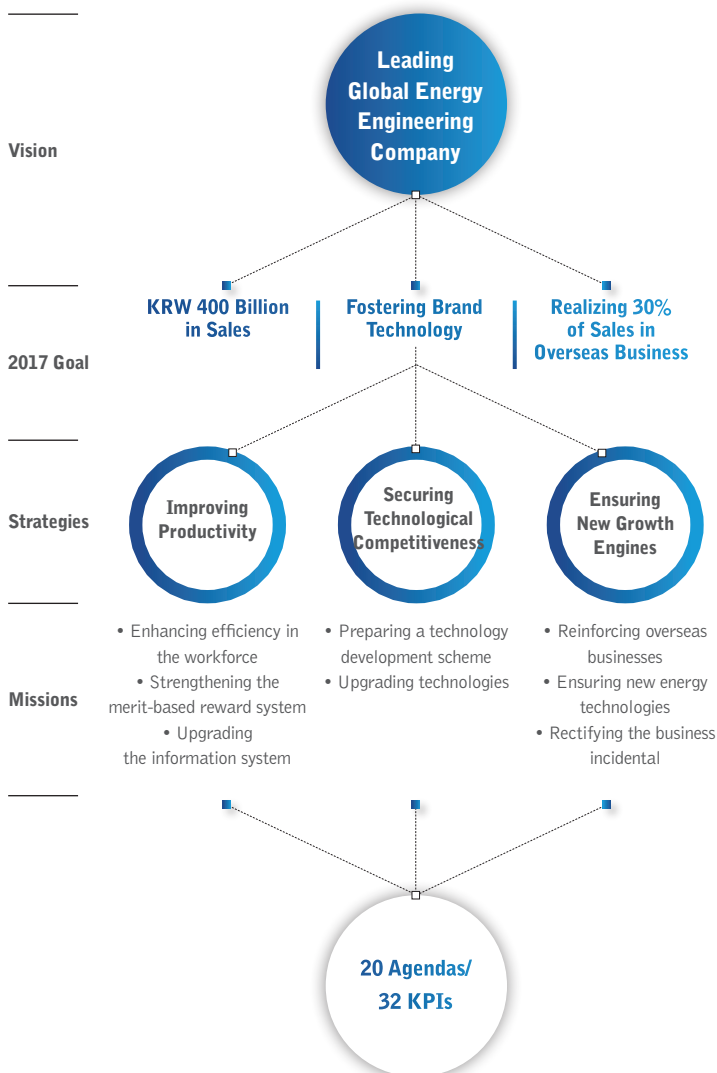 Leading
Global Energy
Engineering
Company
Vision
KRW 400 Billion
in Sales
Fostering Brand
Technology
Realizing 30%
of Sales in
Overseas Business
2017 Goal
Improving
Productivity
Securing
Technological
Competitiveness
Ensuring
New Growth
Engines
Strategies
• Enhancing efficiency in
the workforce
• Strengthening the
merit-based reward system
• Upgrading
the information system
• Preparing a technology
development scheme
• Upgrading technologies
• Reinforcing overseas
businesses
• Ensuring new energy
technologies
• Rectifying the business
incidental
Missions
20 Agendas/
32 KPIs